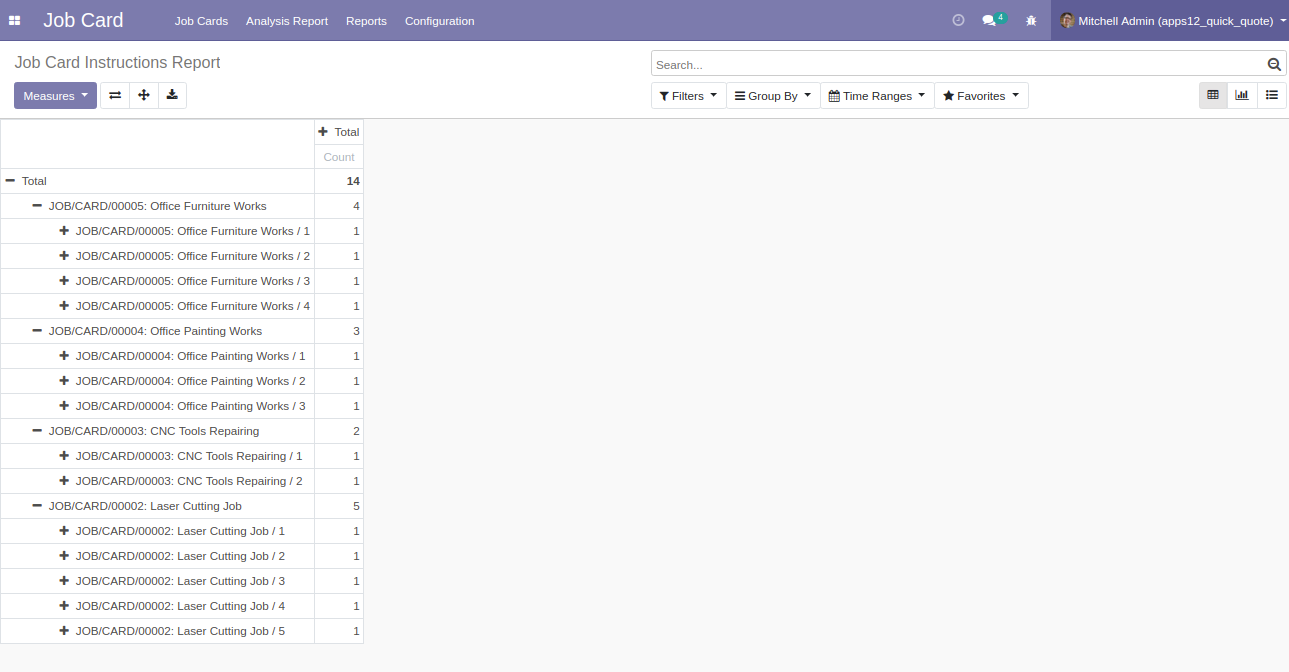 Job Card Job Cards Analysis Report Reports Configuration 4 Mitchell Admin (apps12_quick_quote)
Job Card Instructions Report
Search...
Measures Filters Group By Time Ranges Favorites
Total
Count
Total 14
JOB/CARD/00005: Office Furniture Works 4
JOB/CARD/00005: Office Furniture Works / 1 1
JOB/CARD/00005: Office Furniture Works / 2 1
JOB/CARD/00005: Office Furniture Works / 3 1
JOB/CARD/00005: Office Furniture Works / 4 1
JOB/CARD/00004: Office Painting Works 3
JOB/CARD/00004: Office Painting Works / 1 1
JOB/CARD/00004: Office Painting Works / 2 1
JOB/CARD/00004: Office Painting Works / 3 1
JOB/CARD/00003: CNC Tools Repairing 2
JOB/CARD/00003: CNC Tools Repairing / 1 1
JOB/CARD/00003: CNC Tools Repairing / 2 1
JOB/CARD/00002: Laser Cutting Job 5
JOB/CARD/00002: Laser Cutting Job / 1 1
JOB/CARD/00002: Laser Cutting Job / 2 1
JOB/CARD/00002: Laser Cutting Job / 3 1
JOB/CARD/00002: Laser Cutting Job / 4 1
JOB/CARD/00002: Laser Cutting Job / 5 1